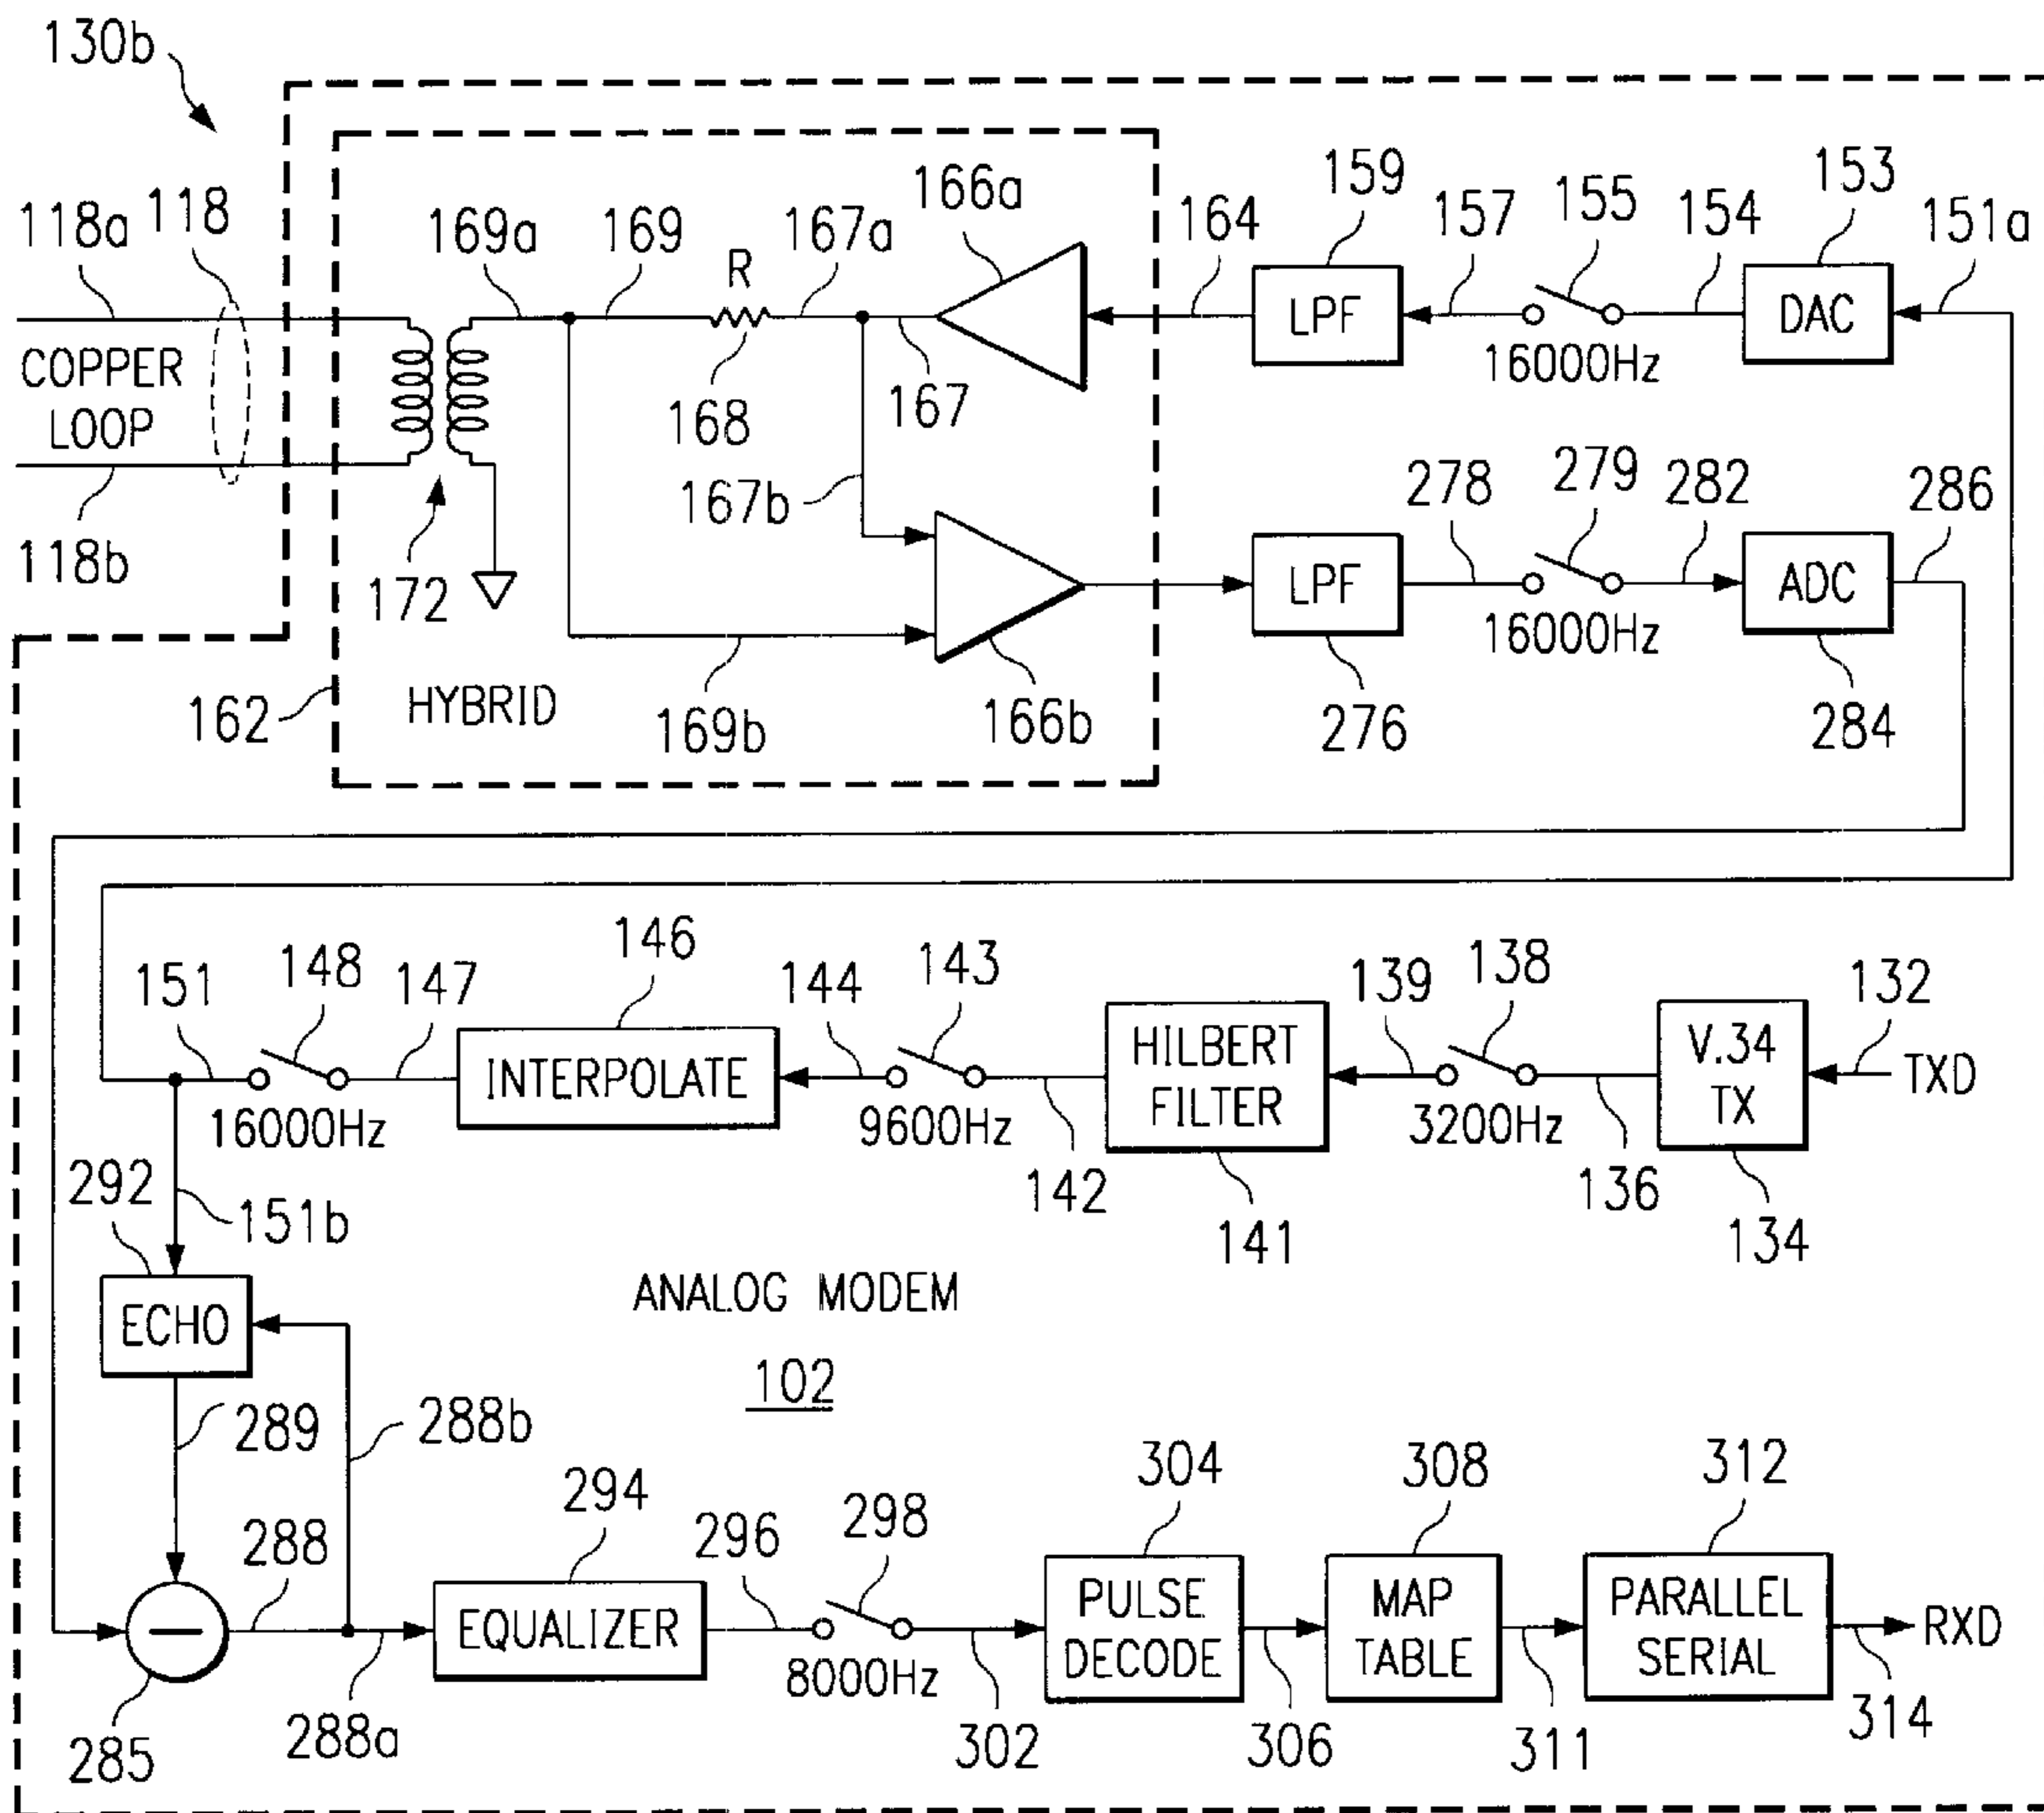 130b
118a
118
169a
169
R
167a
166a
164
159
157
155
154
153
151a
COPPER
LOOP
LPF
16000Hz
DAC
168
167
118b
172
167b
278
279
282
286
LPF
16000Hz
ADC
162
HYBRID
169b
166b
276
284
151
148
147
146
144
143
139
138
132
16000Hz
INTERPOLATE
9600Hz
HILBERT
FILTER
3200Hz
V.34
TX
TXD
292
151b
142
141
136
134
ECHO
ANALOG MODEM
102
289
288b
288
294
296
298
304
308
312
EQUALIZER
8000Hz
PULSE
DECODE
MAP
TABLE
PARALLEL
SERIAL
RXD
285
288a
302
306
311
314